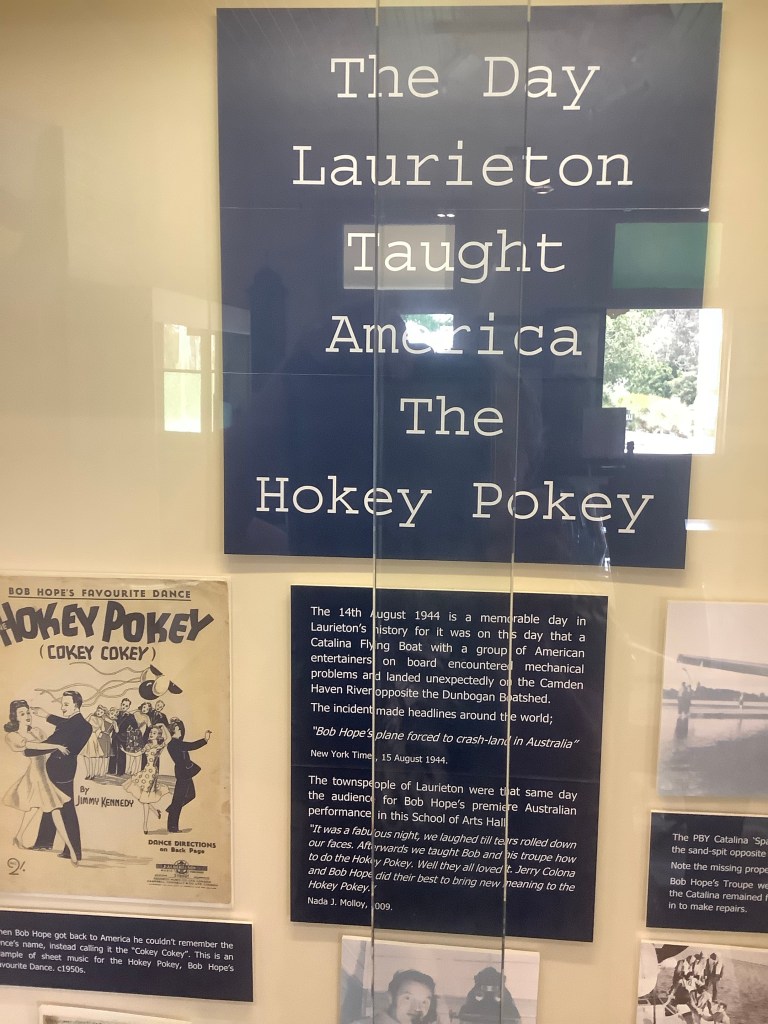 The Day
Laurieton
Taught
America
The
Hokey Pokey
BOB HOPE'S FAVOURITE DANCE
HOKEY POKEY
(COKEY COKEY)
By
JIMMY KENNEDY
DANCE DIRECTIONS
on Back Page
2/-
The 14th August 1944 is a memorable day in
Laurieton's history for it was on this day that a
Catalina Flying Boat with a group of American
entertainers on board encountered mechanical
problems and landed unexpectedly on the Camden
Haven River opposite the Dunbogan Boatshed.
The incident made headlines around the world;
"Bob Hope's plane forced to crash-land in Australia"
New York Times, 15 August 1944.
The townspeople of Laurieton were that same day
the audience for Bob Hope's premiere Australian
performance in this School of Arts Hall
"It was a fabulous night, we laughed till tears rolled down
our faces. Afterwards we taught Bob and his troupe how
to do the Hokey Pokey. Well they all loved it. Jerry Colona
and Bob Hope did their best to bring new meaning to the
Hokey Pokey."
Nada J. Molloy, 2009.
hen Bob Hope got back to America he couldn't remember the
nce's name, instead calling it the "Cokey Cokey". This is an
ample of sheet music for the Hokey Pokey, Bob Hope's
vourite Dance. c1950s.
The PBY Catalina 'Spa
the sand-spit opposite
Note the missing prope
Bob Hope's Troupe we
the Catalina remained f
in to make repairs.